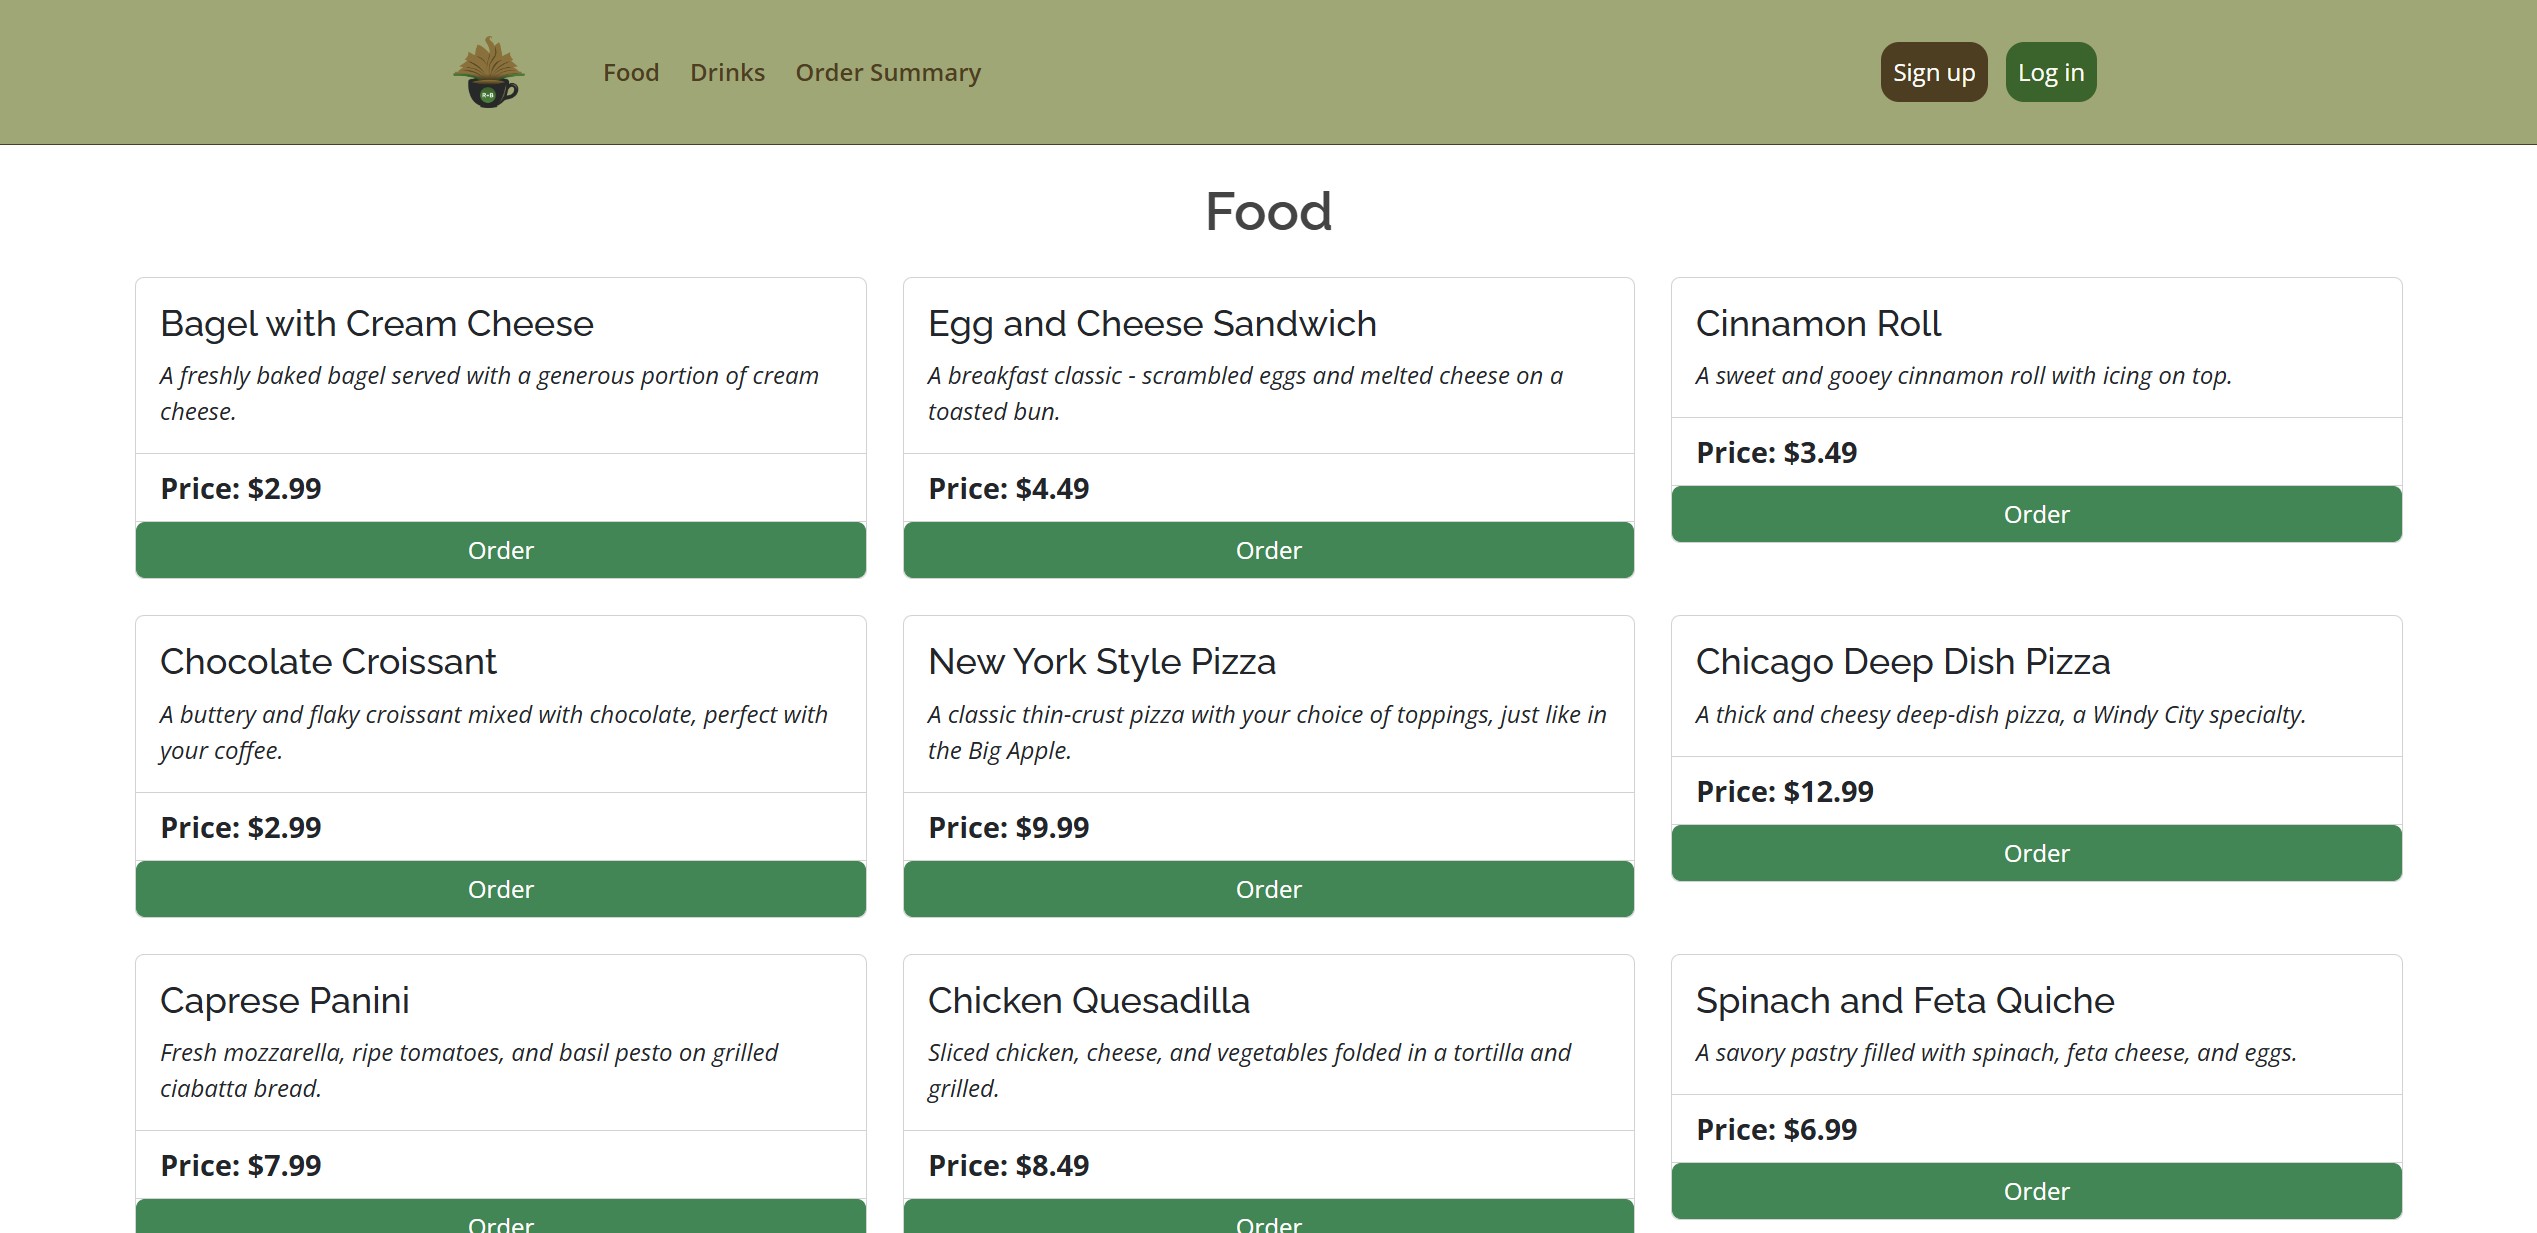 R+B
Food
Drinks
Order Summary
Sign up
Log in
Food
Bagel with Cream Cheese
A freshly baked bagel served with a generous portion of cream
cheese.
Price: $2.99
Order
Egg and Cheese Sandwich
A breakfast classic - scrambled eggs and melted cheese on a
toasted bun.
Price: $4.49
Order
Cinnamon Roll
A sweet and gooey cinnamon roll with icing on top.
Price: $3.49
Order
Chocolate Croissant
A buttery and flaky croissant mixed with chocolate, perfect with
your coffee.
Price: $2.99
Order
New York Style Pizza
A classic thin-crust pizza with your choice of toppings, just like in
the Big Apple.
Price: $9.99
Order
Chicago Deep Dish Pizza
A thick and cheesy deep-dish pizza, a Windy City specialty.
Price: $12.99
Order
Caprese Panini
Fresh mozzarella, ripe tomatoes, and basil pesto on grilled
ciabatta bread.
Price: $7.99
Order
Chicken Quesadilla
Sliced chicken, cheese, and vegetables folded in a tortilla and
grilled.
Price: $8.49
Order
Spinach and Feta Quiche
A savory pastry filled with spinach, feta cheese, and eggs.
Price: $6.99
Order